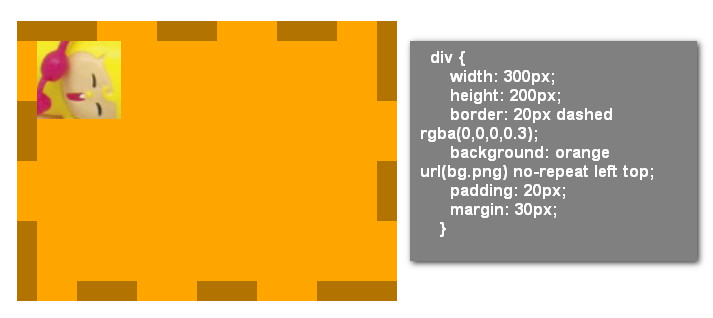 div {
width: 300px;
height: 200px;
border: 20px dashed
rgba(0,0,0,0.3);
background: orange
url(bg.png) no-repeat left top;
padding: 20px;
margin: 30px;
}